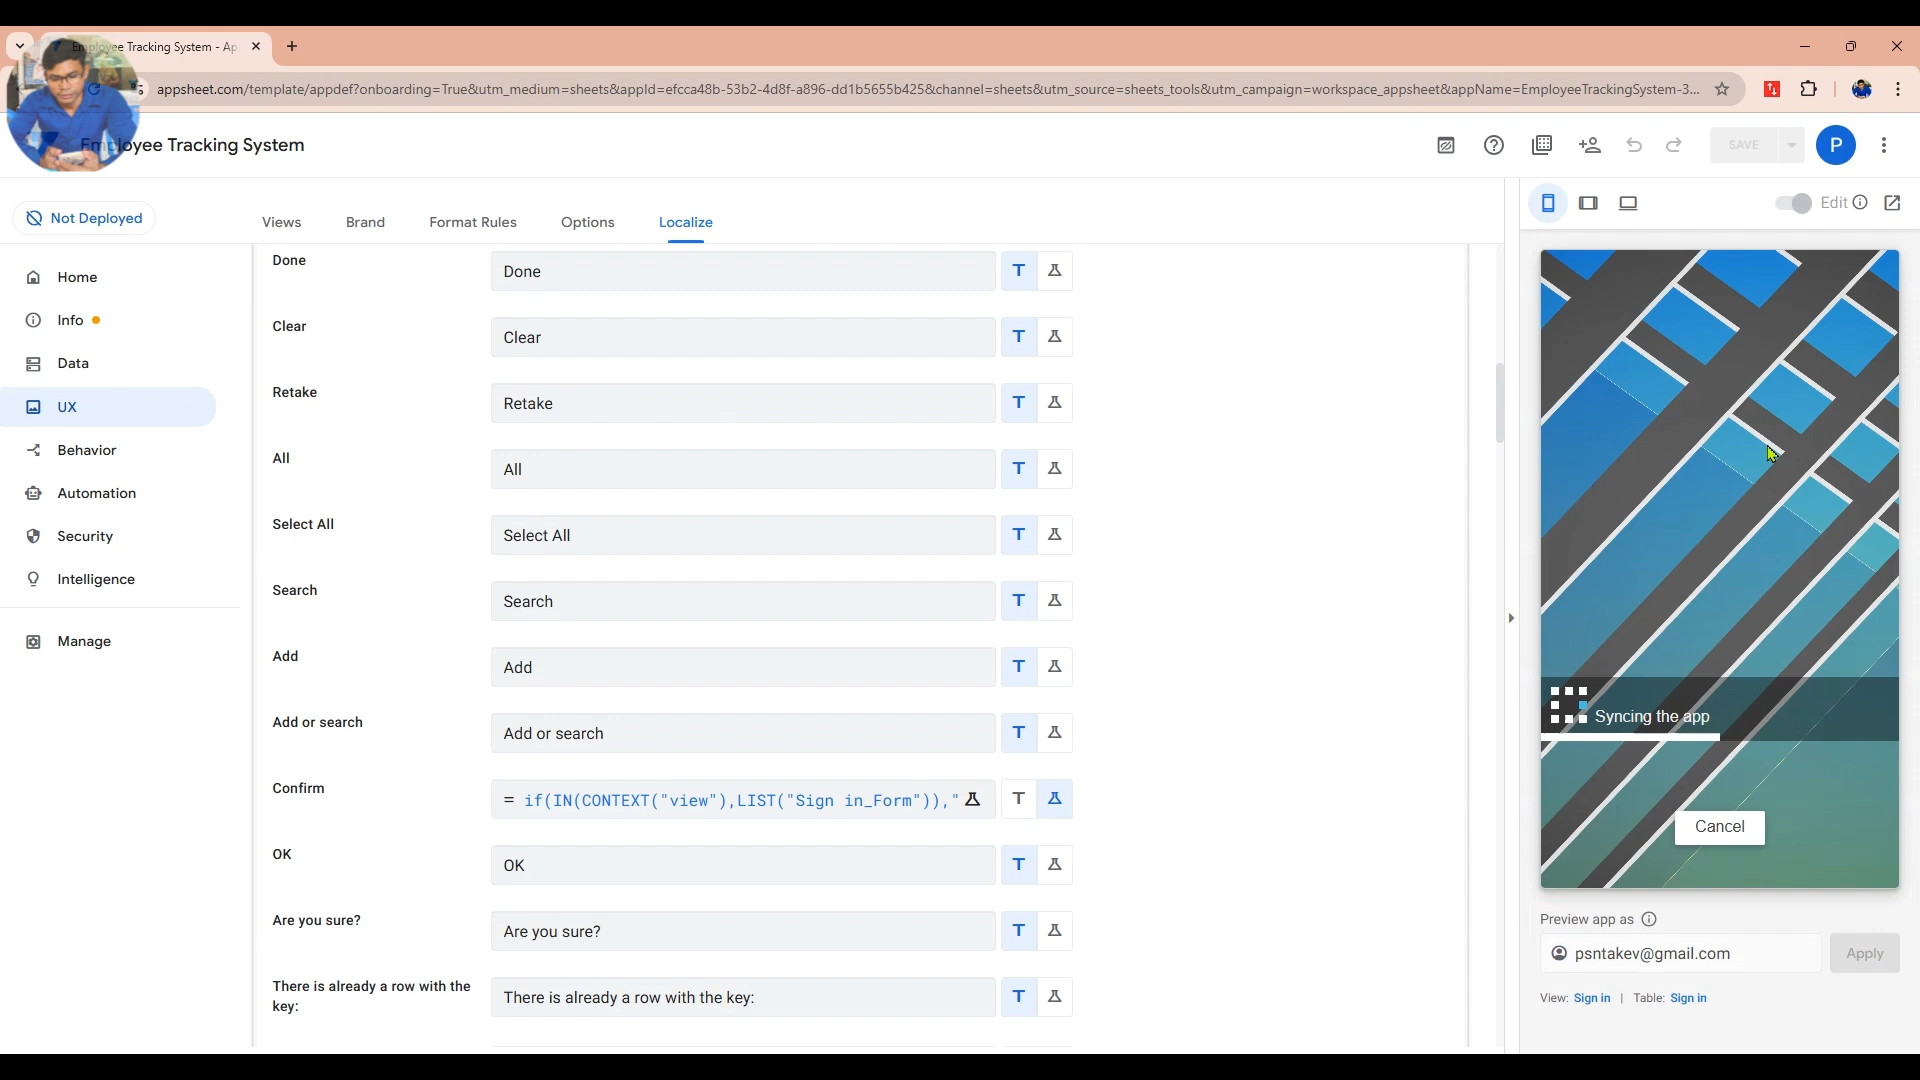 Employee Tracking System - Ap
appsheet.com/template/appdef?onboarding=True&utm_medium=sheets&appId=efcca48b-53b2-4d8f-a896-dd1b5655b425&channel=sheets&utm_source=sheets_tools&utm_campaign=workspace_appsheet&appName=EmployeeTrackingSystem-3...
Employee Tracking System
SAVE
P
Not Deployed
Views Brand Format Rules Options Localize
Edit
Home
Info
Data
UX
Behavior
Automation
Security
Intelligence
Manage
Done Done T
Clear Clear T
Retake Retake T
All All T
Select All Select All T
Search Search T
Add Add T
Add or search Add or search T
Confirm = if(IN(CONTEXT("view"),LIST("Sign in_Form"))," T
OK OK T
Are you sure? Are you sure? T
There is already a row with the
key:
There is already a row with the key: T
Syncing the app
Cancel
Preview app as
psntakev@gmail.com Apply
View: Sign in | Table: Sign in